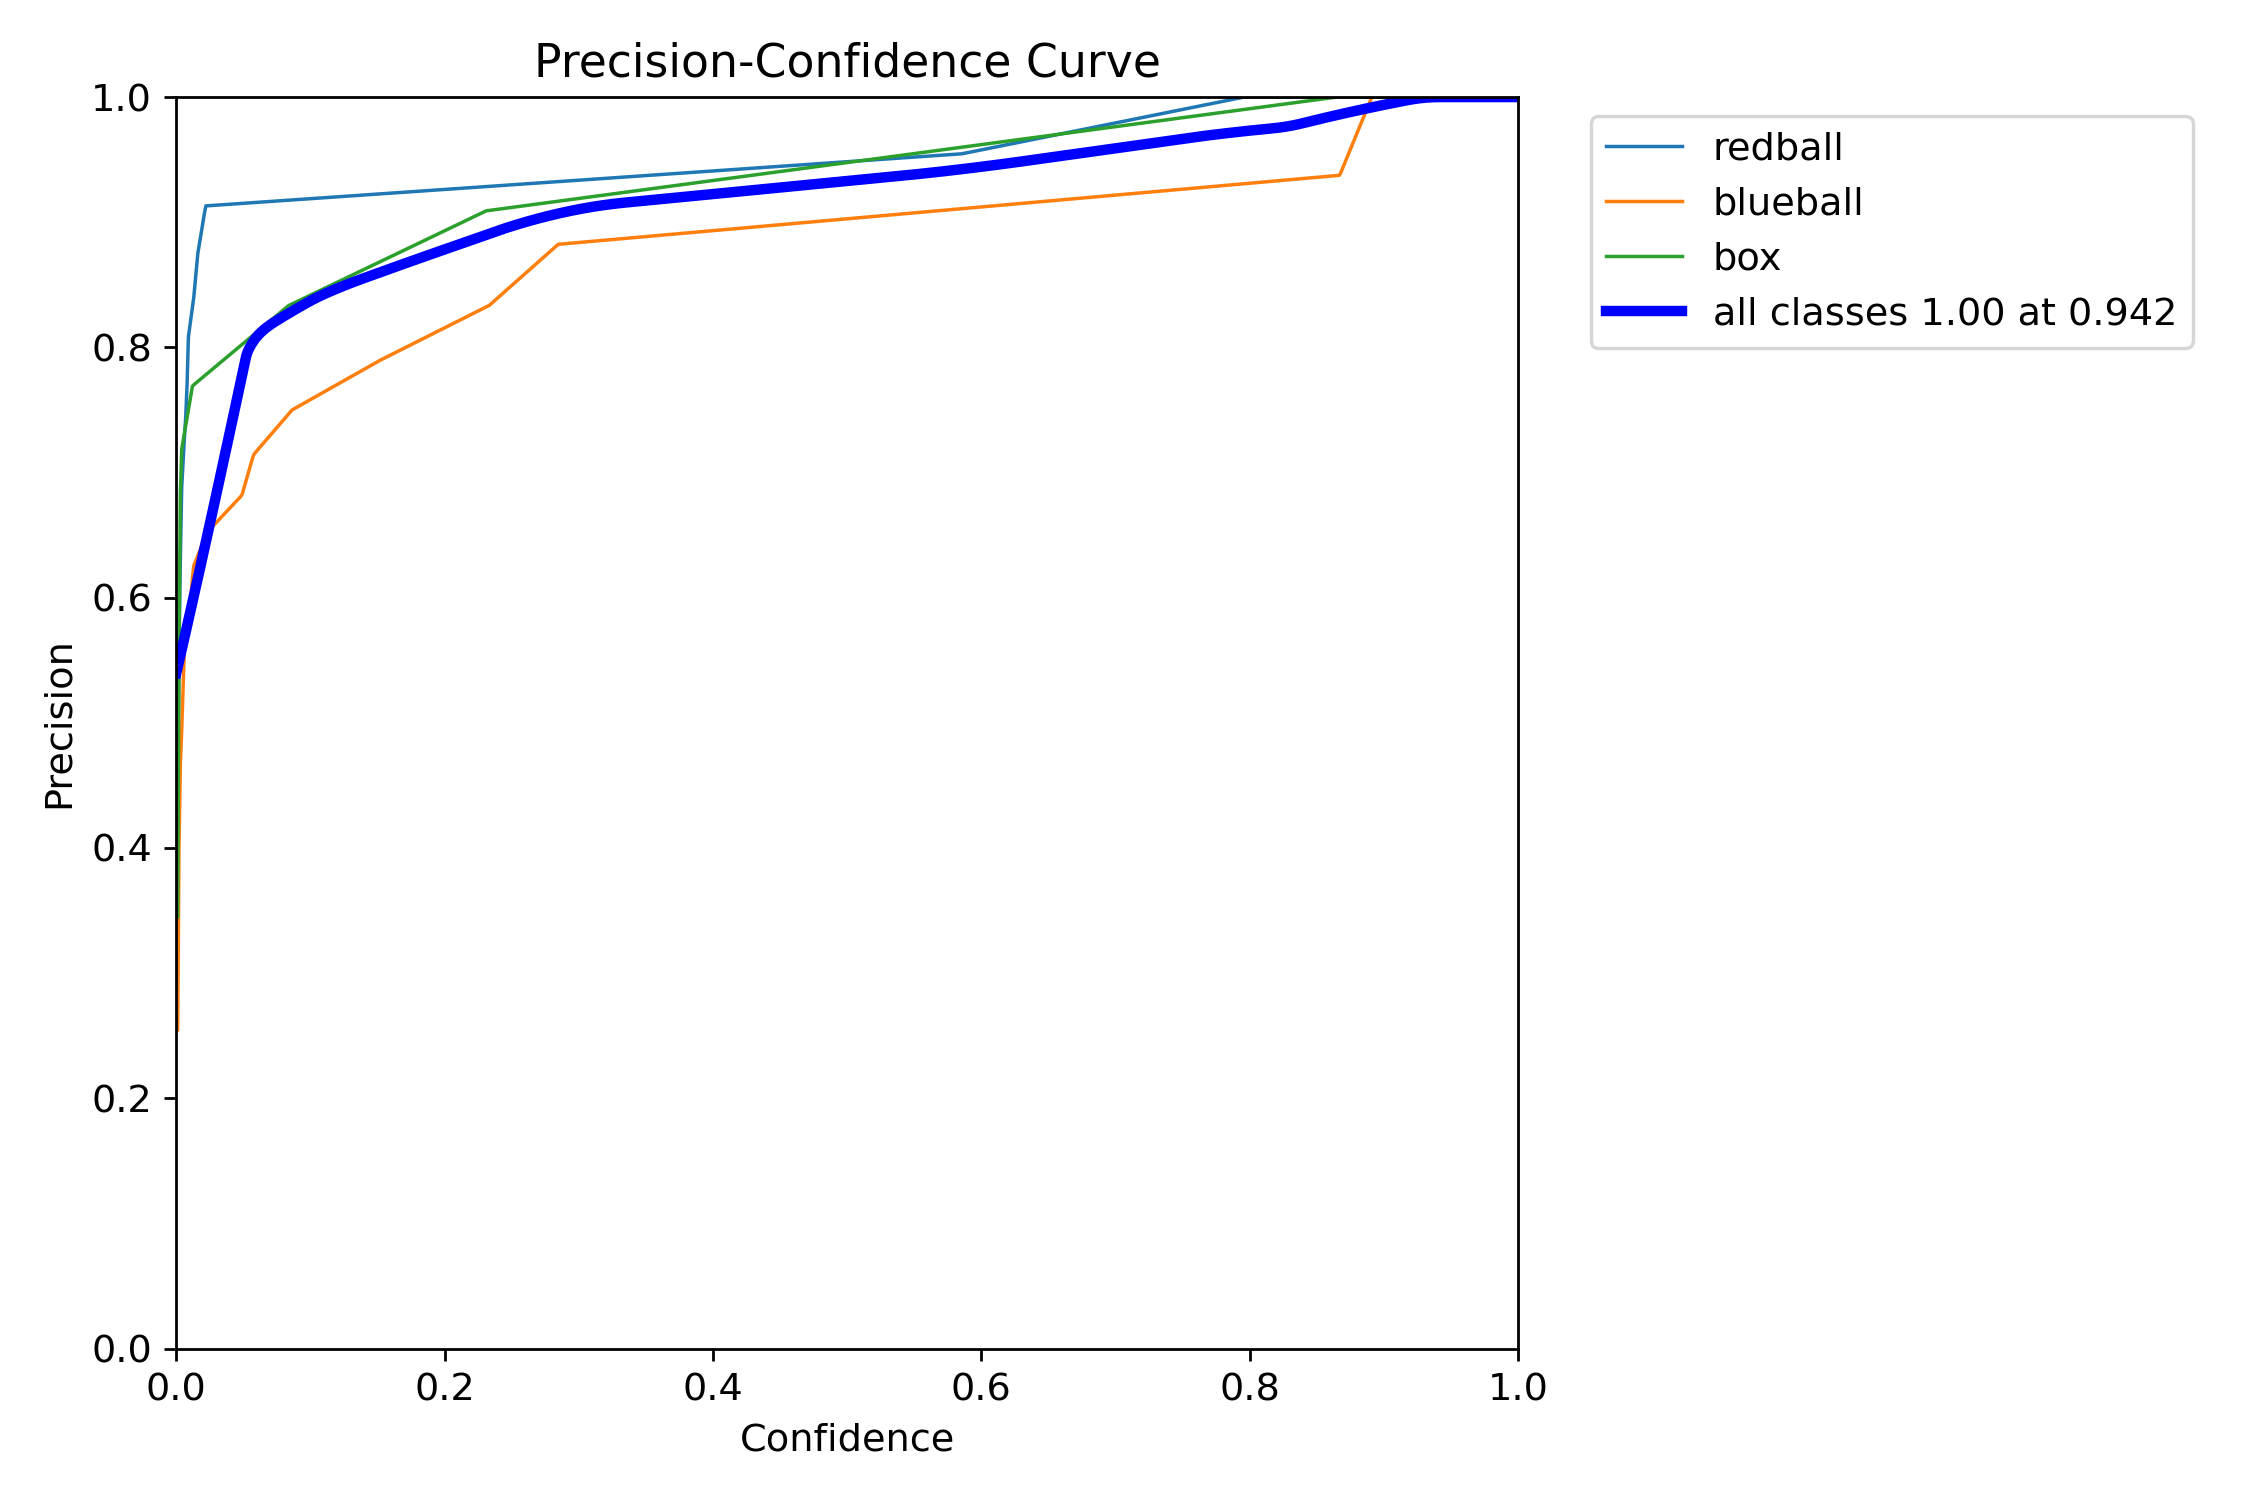 Precision-Confidence Curve
1.0
0.8
0.6
0.4
0.2
0.0
Precision
0.0 0.2 0.4 0.6 0.8 1.0
Confidence
redball
blueball
box
all classes 1.00 at 0.942